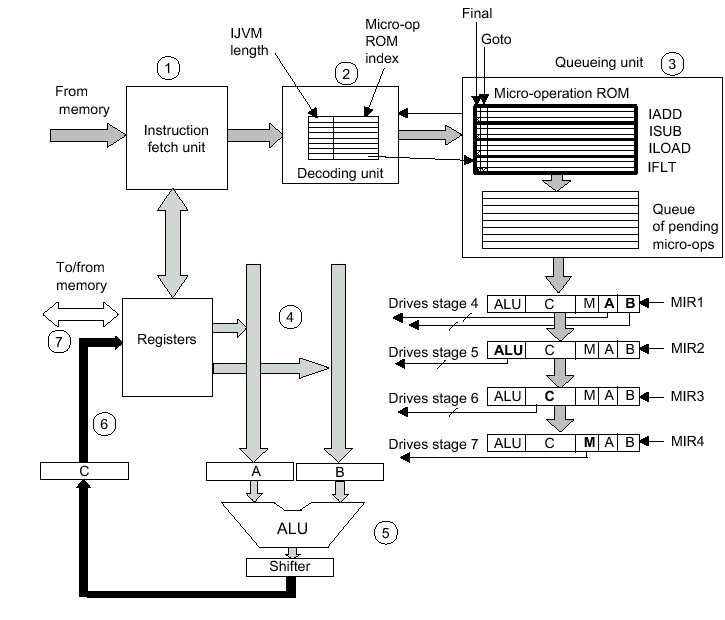 Final
Goto
IJVM
length
Micro-op
ROM
index
1
2
Queueing unit
3
From
memory
Instruction
fetch unit
Decoding unit
Micro-operation ROM
IADD
ISUB
ILOAD
IFLT
Queue
of pending
micro-ops
To/from
memory
7
Registers
4
Drives stage 4
ALU C M A B
MIR1
Drives stage 5
ALU C M A B
MIR2
Drives stage 6
ALU C M A B
MIR3
Drives stage 7
ALU C M A B
MIR4
6
C
A
B
ALU
5
Shifter